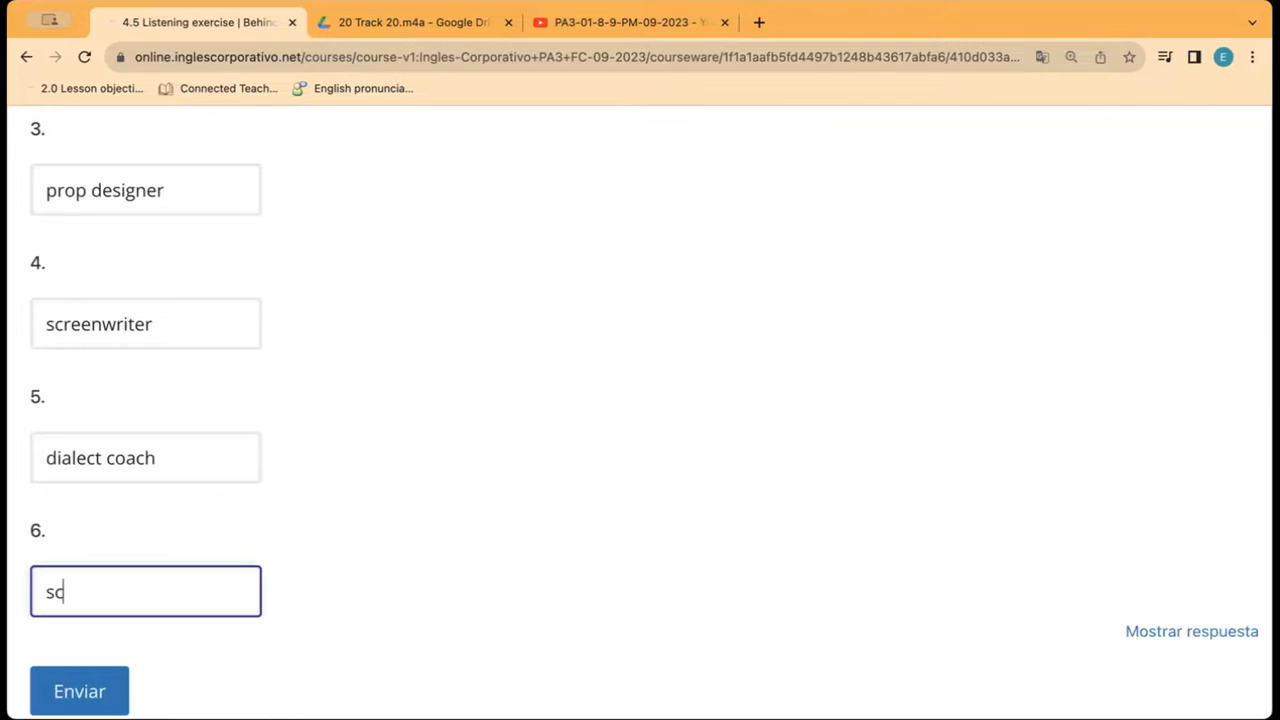 4.5 Listening exercise | Behind
20 Track 20.m4a - Google Dri
PA3-01-8-9-PM-09-2023 - Y
online.inglescorporativo.net/courses/course-v1:Ingles-Corporativo+PA3+FC-09-2023/courseware/1f1a1aafb5fd4497b1248b43617abfa6/410d033a...
E
2.0 Lesson objecti...
Connected Teach...
English pronuncia...
3.
prop designer
4.
screenwriter
5.
dialect coach
6.
sc
Mostrar respuesta
Enviar